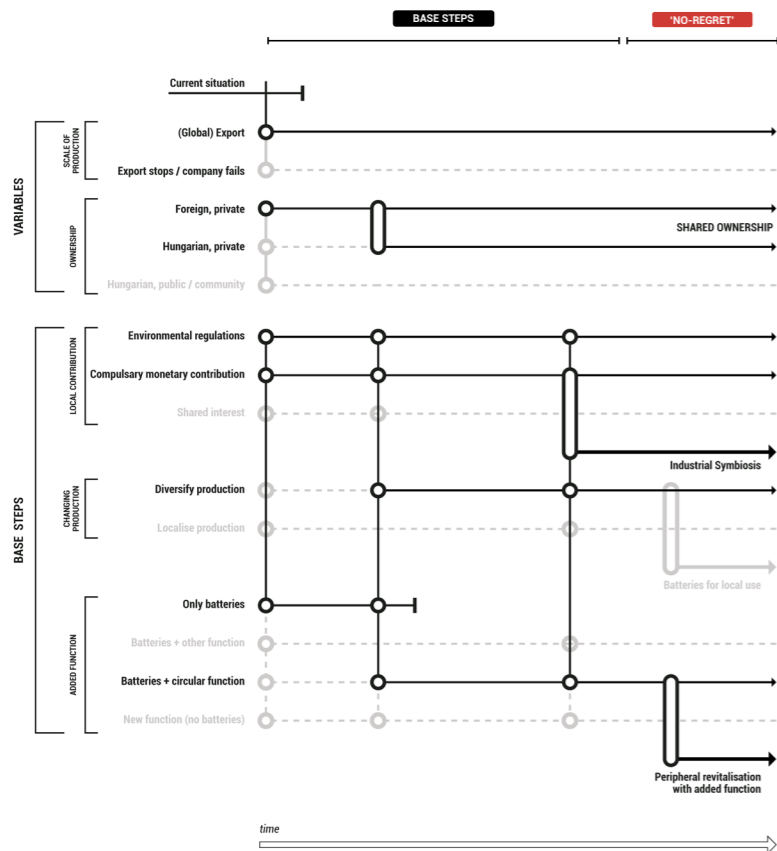 BASE STEPS
'NO-REGRET'
Current situation
VARIABLES
SCALE OF
PRODUCTION
(Global) Export
Export stops / company fails
OWNERSHIP
Foreign, private
SHARED OWNERSHIP
Hungarian, private
Hungarian, public / community
BASE STEPS
LOCAL CONTRIBUTION
Environmental regulations
Compulsary monetary contribution
Shared interest
Industrial Symbiosis
CHANGING
PRODUCTION
Diversify production
Localise production
Batteries for local use
ADDED FUNCTION
Only batteries
Batteries + other function
Batteries + circular function
New function (no batteries)
Peripheral revitalisation
with added function
time